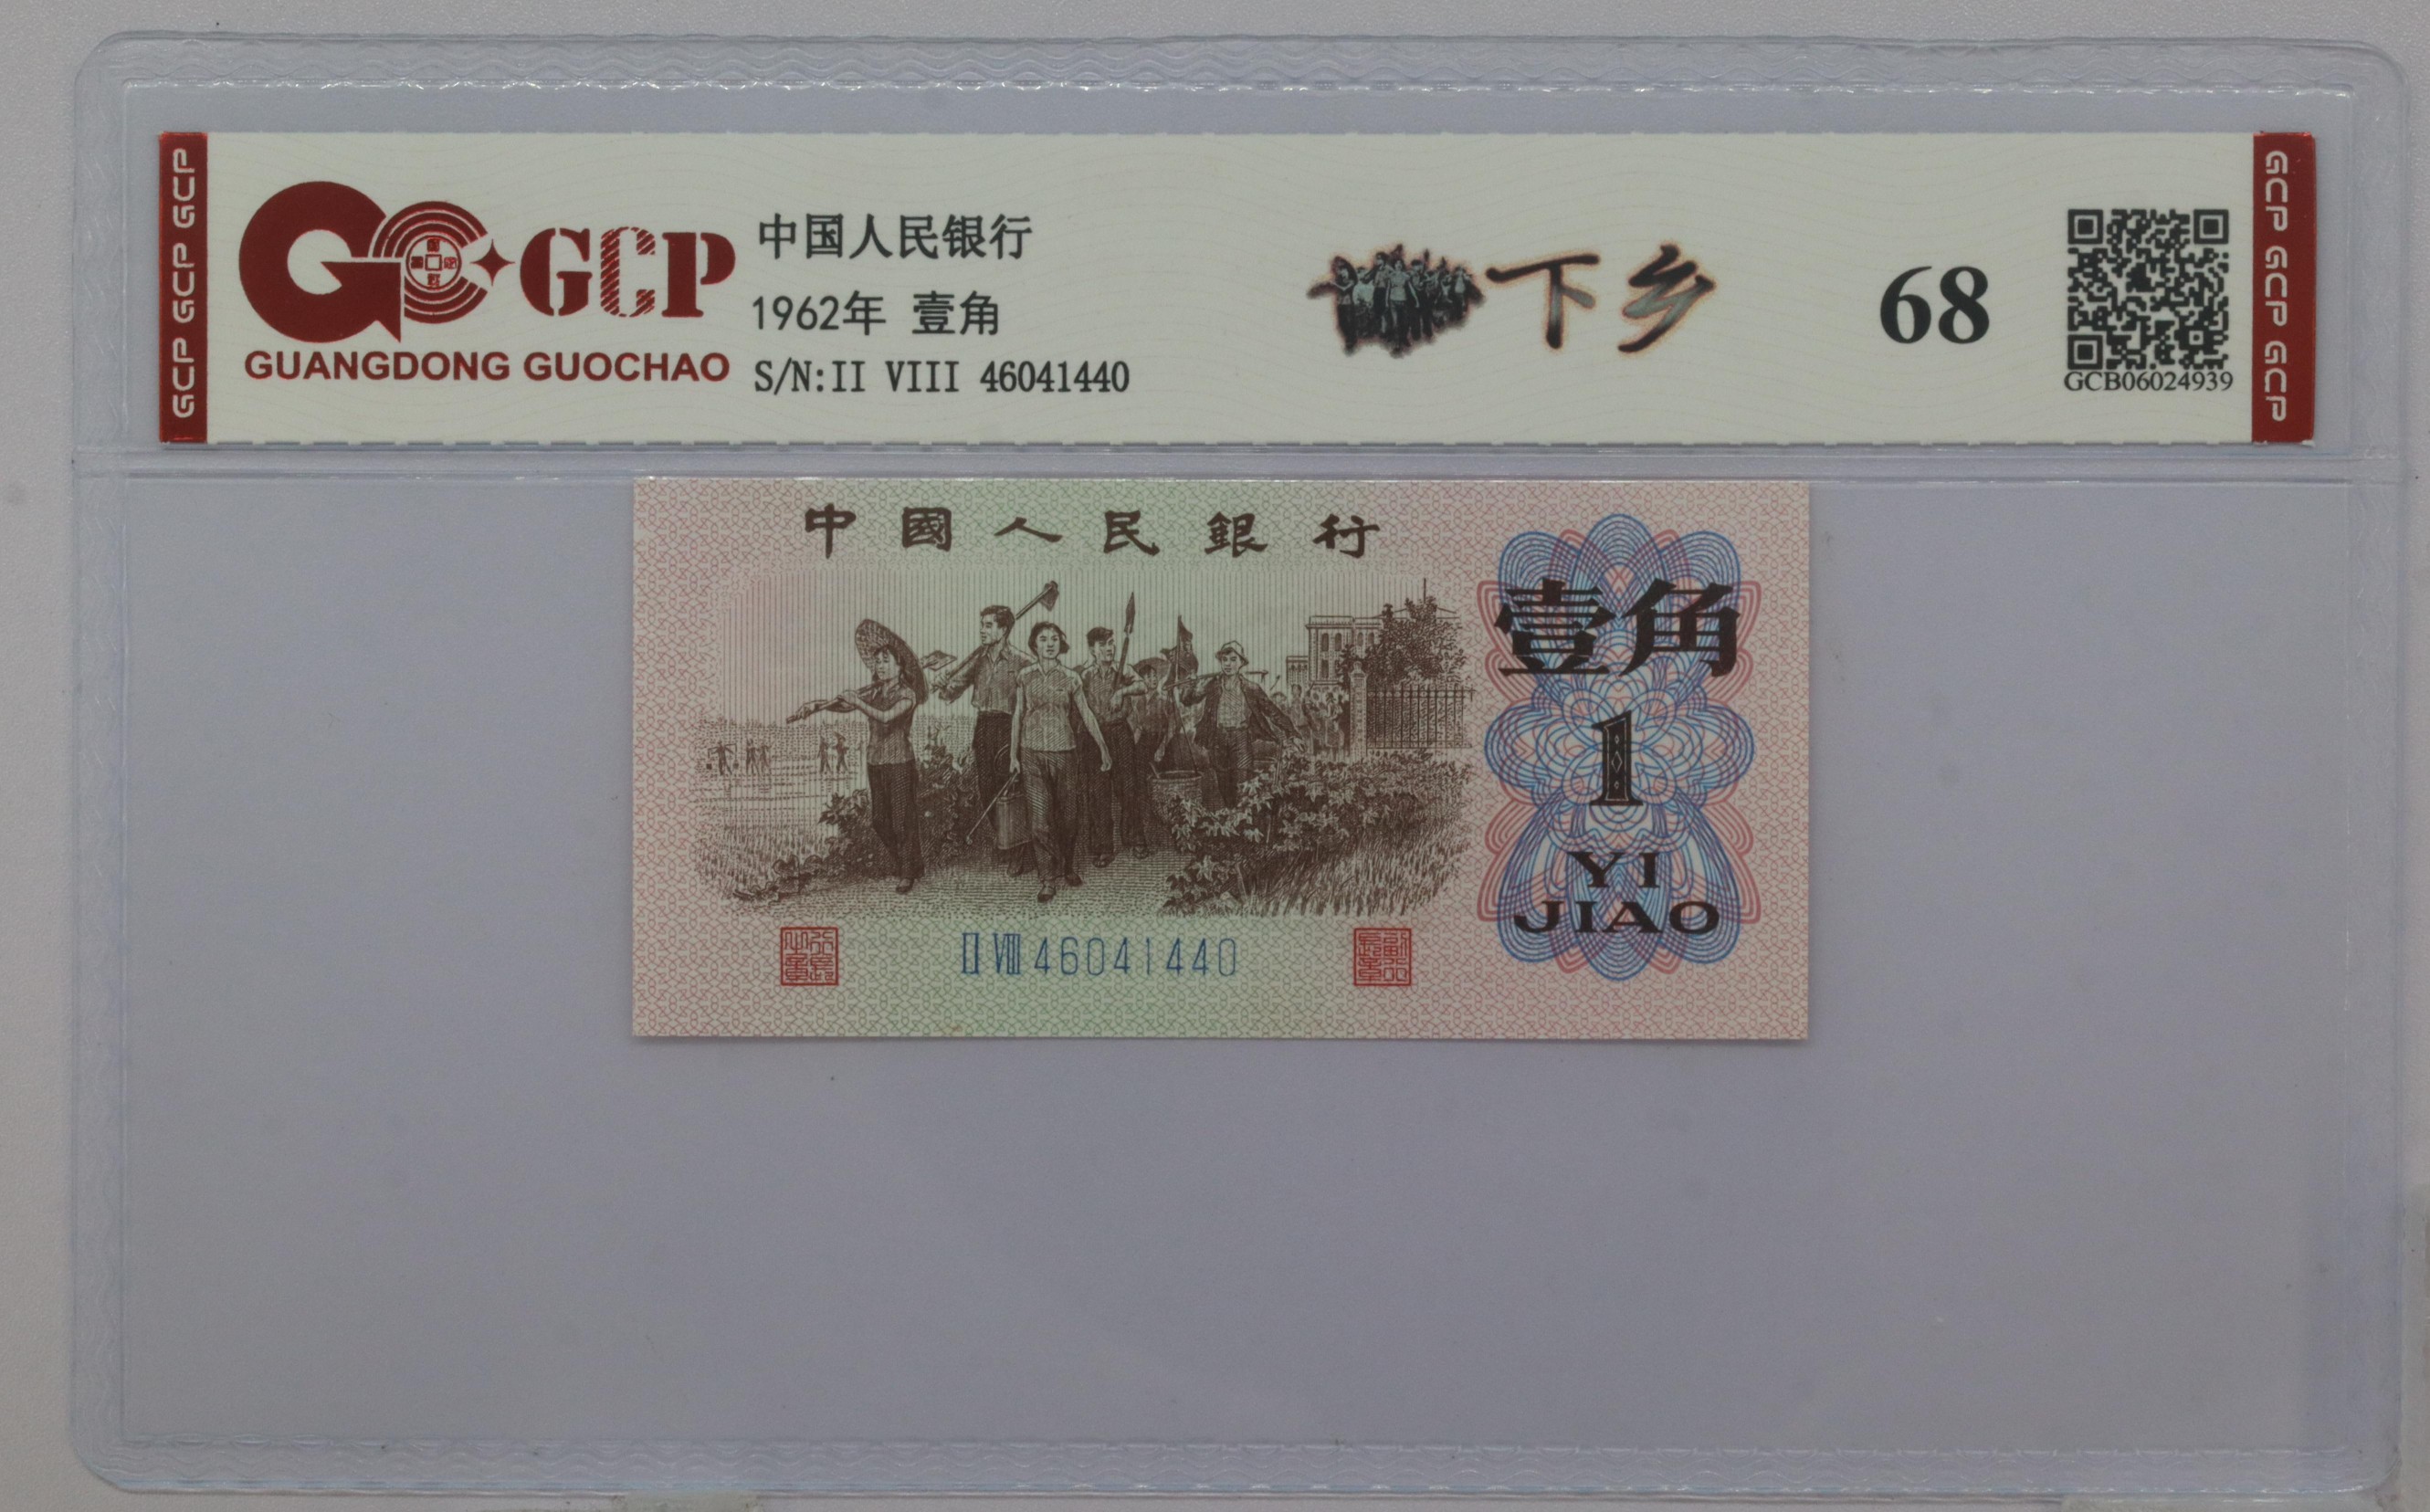 GCP GCP GCP
GCP
GUANGDONG GUOCHAO
中国人民银行
1962年 壹角
S/N:II VIII 46041440
下乡
68
GCB06024939
GCP GCP GCP
中國人民銀行
壹角
1
YI
JIAO
II VIII 46041440